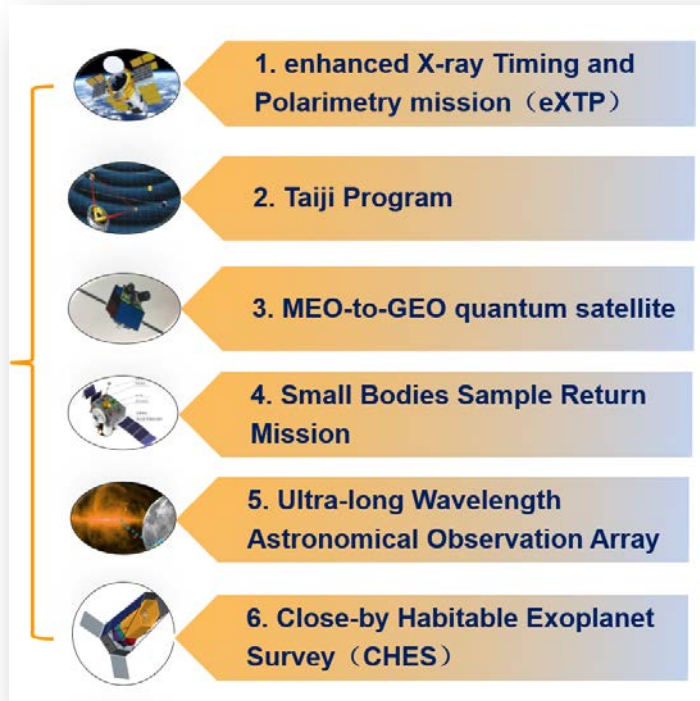 1. enhanced X-ray Timing and
Polarimetry mission（eXTP）
2. Taiji Program
3. MEO-to-GEO quantum satellite
4. Small Bodies Sample Return
Mission
5. Ultra-long Wavelength
Astronomical Observation Array
6. Close-by Habitable Exoplanet
Survey（CHES）